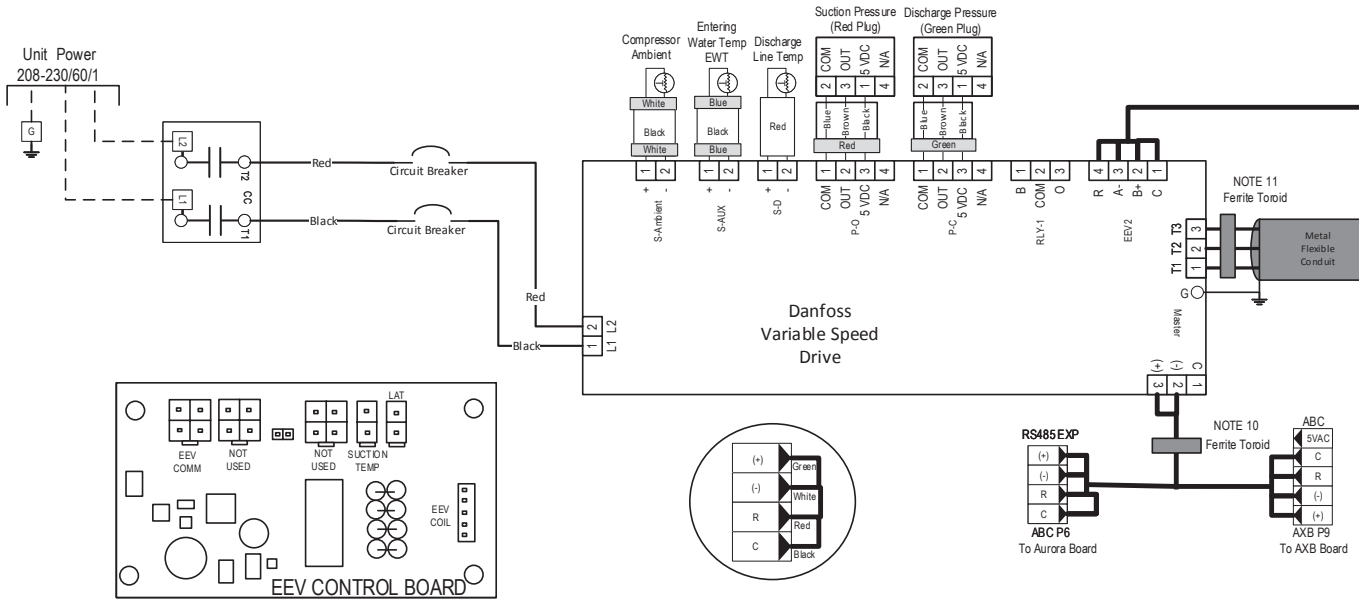 Unit Power
208-230/60/1
G
L2
T2
CC
L1
T1
Red
Circuit Breaker
Black
Circuit Breaker
Red
Black
Compressor
Ambient
White
Black
White
1 2
+ -
S-Ambient
Entering
Water Temp
EWT
Blue
Black
Blue
1 2
+ -
S-AUX
Discharge
Line Temp
Red
1 2
+ -
S-D
Suction Pressure
(Red Plug)
COM OUT 5 VDC N/A
2 3 1 4
Blue Brown Black
Red
1 2 3 4
COM OUT 5 VDC N/A
P-O
Discharge Pressure
(Green Plug)
COM OUT 5 VDC N/A
2 3 1 4
Blue Brown Black
Green
1 2 3 4
COM OUT 5 VDC N/A
P-C
1 2 3
B COM O
RLY-1
4 3 2 1
R A- B+ C
EEV2
NOTE 11
Ferrite Toroid
T3 3
T2 2
T1 1
Metal
Flexible
Conduit
G
Master
Danfoss
Variable Speed
Drive
2 L2
1 L1
(+) (-) C
3 2 1
NOTE 10
Ferrite Toroid
RS485 EXP
(+)
(-)
R
C
ABC P6
To Aurora Board
ABC
5VAC
C
R
(-)
(+)
AXB P9
To AXB Board
(+)
Green
(-)
White
R
Red
C
Black
LAT
EEV
COMM
NOT
USED
NOT
USED
SUCTION
TEMP
EEV
COIL
EEV CONTROL BOARD